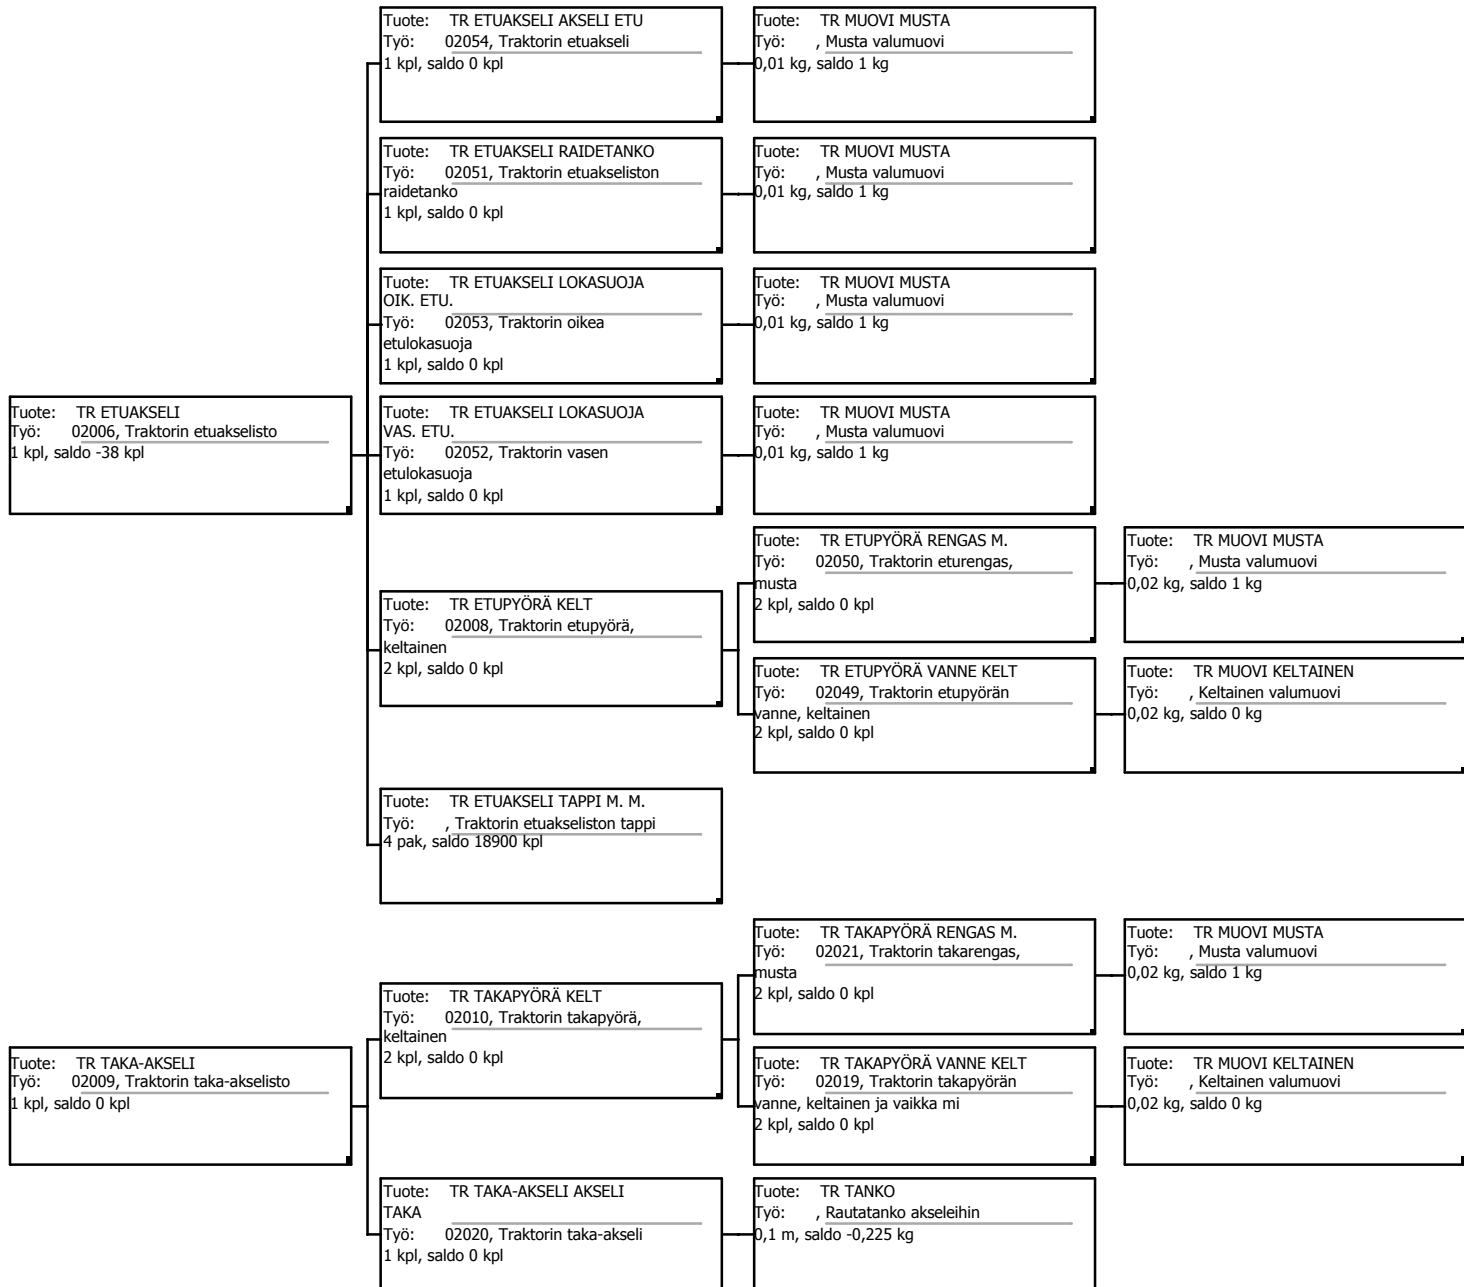 Tuote: TR ETUAKSELI AKSELI ETU
Työ: 02054, Traktorin etuakseli
1 kpl, saldo 0 kpl
Tuote: TR MUOVI MUSTA
Työ: , Musta valumuovi
0,01 kg, saldo 1 kg
Tuote: TR ETUAKSELI RAIDETANKO
Työ: 02051, Traktorin etuakseliston
raidetanko
1 kpl, saldo 0 kpl
Tuote: TR MUOVI MUSTA
Työ: , Musta valumuovi
0,01 kg, saldo 1 kg
Tuote: TR ETUAKSELI LOKASUOJA
OIK. ETU.
Työ: 02053, Traktorin oikea
etulokasuoja
1 kpl, saldo 0 kpl
Tuote: TR MUOVI MUSTA
Työ: , Musta valumuovi
0,01 kg, saldo 1 kg
Tuote: TR ETUAKSELI
Työ: 02006, Traktorin etuakselisto
1 kpl, saldo -38 kpl
Tuote: TR ETUAKSELI LOKASUOJA
VAS. ETU.
Työ: 02052, Traktorin vasen
etulokasuoja
1 kpl, saldo 0 kpl
Tuote: TR MUOVI MUSTA
Työ: , Musta valumuovi
0,01 kg, saldo 1 kg
Tuote: TR ETUPYÖRÄ KELT
Työ: 02008, Traktorin etupyörä,
keltainen
2 kpl, saldo 0 kpl
Tuote: TR ETUPYÖRÄ RENGAS M.
Työ: 02050, Traktorin eturengas,
musta
2 kpl, saldo 0 kpl
Tuote: TR MUOVI MUSTA
Työ: , Musta valumuovi
0,02 kg, saldo 1 kg
Tuote: TR ETUPYÖRÄ VANNE KELT
Työ: 02049, Traktorin etupyörän
vanne, keltainen
2 kpl, saldo 0 kpl
Tuote: TR MUOVI KELTAINEN
Työ: , Keltainen valumuovi
0,02 kg, saldo 0 kg
Tuote: TR ETUAKSELI TAPPI M. M.
Työ: , Traktorin etuakseliston tappi
4 pak, saldo 18900 kpl
Tuote: TR TAKA-AKSELI
Työ: 02009, Traktorin taka-akselisto
1 kpl, saldo 0 kpl
Tuote: TR TAKAPYÖRÄ KELT
Työ: 02010, Traktorin takapyörä,
keltainen
2 kpl, saldo 0 kpl
Tuote: TR TAKAPYÖRÄ RENGAS M.
Työ: 02021, Traktorin takarengas,
musta
2 kpl, saldo 0 kpl
Tuote: TR MUOVI MUSTA
Työ: , Musta valumuovi
0,02 kg, saldo 1 kg
Tuote: TR TAKAPYÖRÄ VANNE KELT
Työ: 02019, Traktorin takapyörän
vanne, keltainen ja vaikka mi
2 kpl, saldo 0 kpl
Tuote: TR MUOVI KELTAINEN
Työ: , Keltainen valumuovi
0,02 kg, saldo 0 kg
Tuote: TR TAKA-AKSELI AKSELI
TAKA
Työ: 02020, Traktorin taka-akseli
1 kpl, saldo 0 kpl
Tuote: TR TANKO
Työ: , Rautatanko akseleihin
0,1 m, saldo -0,225 kg